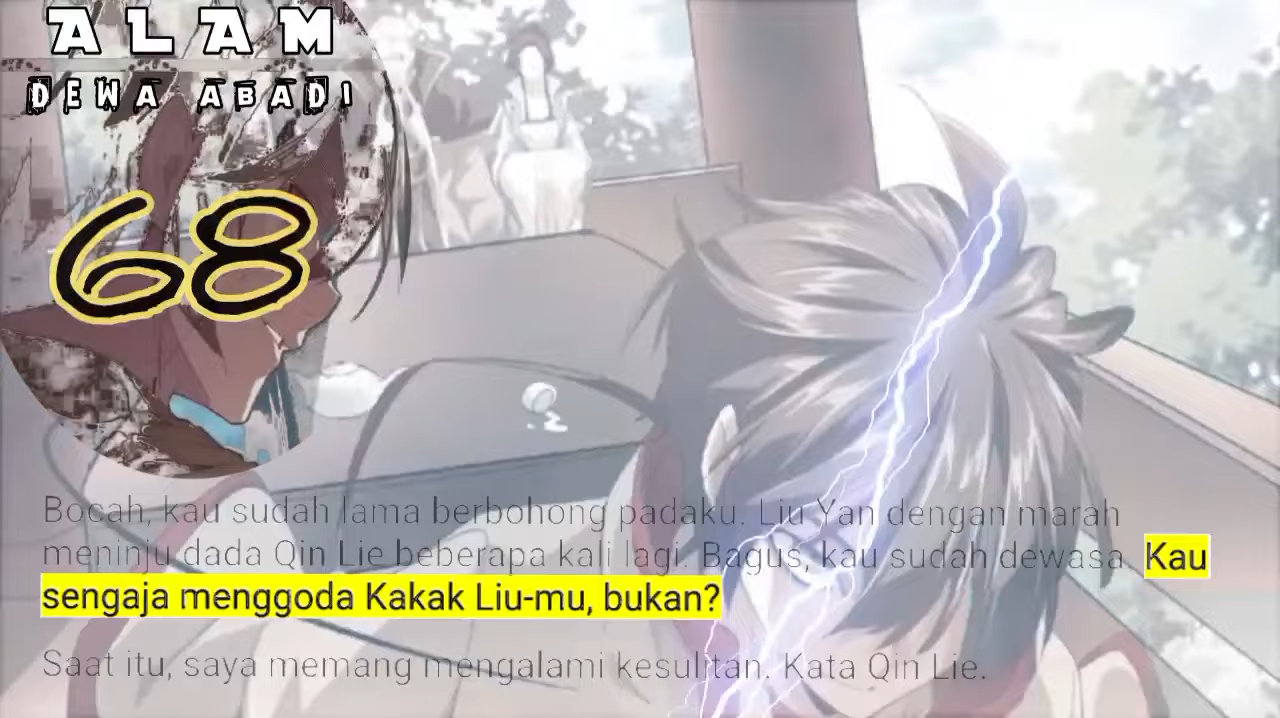 ALAM
DEWA ABADI
68
Bocah, kau sudah lama berbohong padaku. Liu Yan dengan marah
meninju dada Qin Lie beberapa kali lagi. Bagus, kau sudah dewasa. Kau
sengaja menggoda Kakak Liu-mu, bukan?
Saat itu, saya memang mengalami kesulitan. Kata Qin Lie.